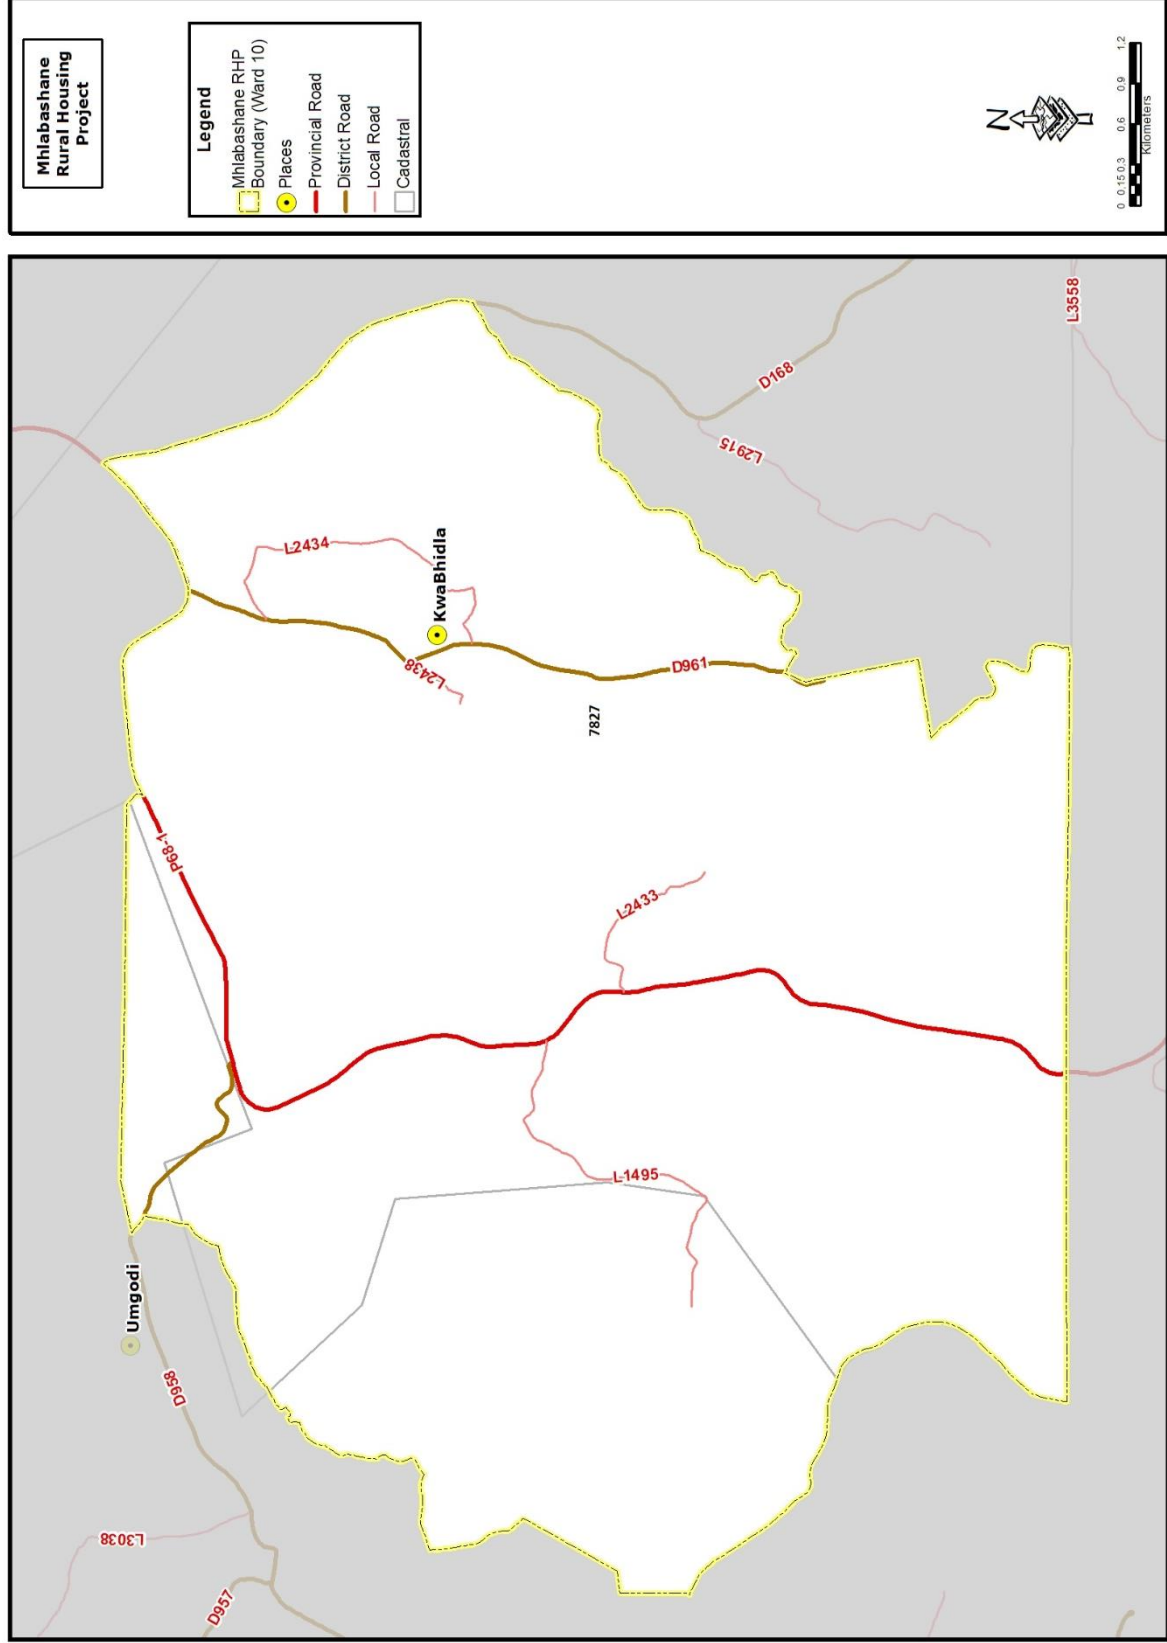 Mhlabashane
Rural Housing
Project
Legend
Mhlabashane RHP
Boundary (Ward 10)
Places
Provincial Road
District Road
Local Road
Cadastral
N
0 0.15 0.3 0.6 0.9 1.2
Kilometers
Umgodi
KwaBhidla
P68-1
D958
L3038
D957
L2434
L2438
D961
7827
L2433
L1495
D168
L2915
L3558